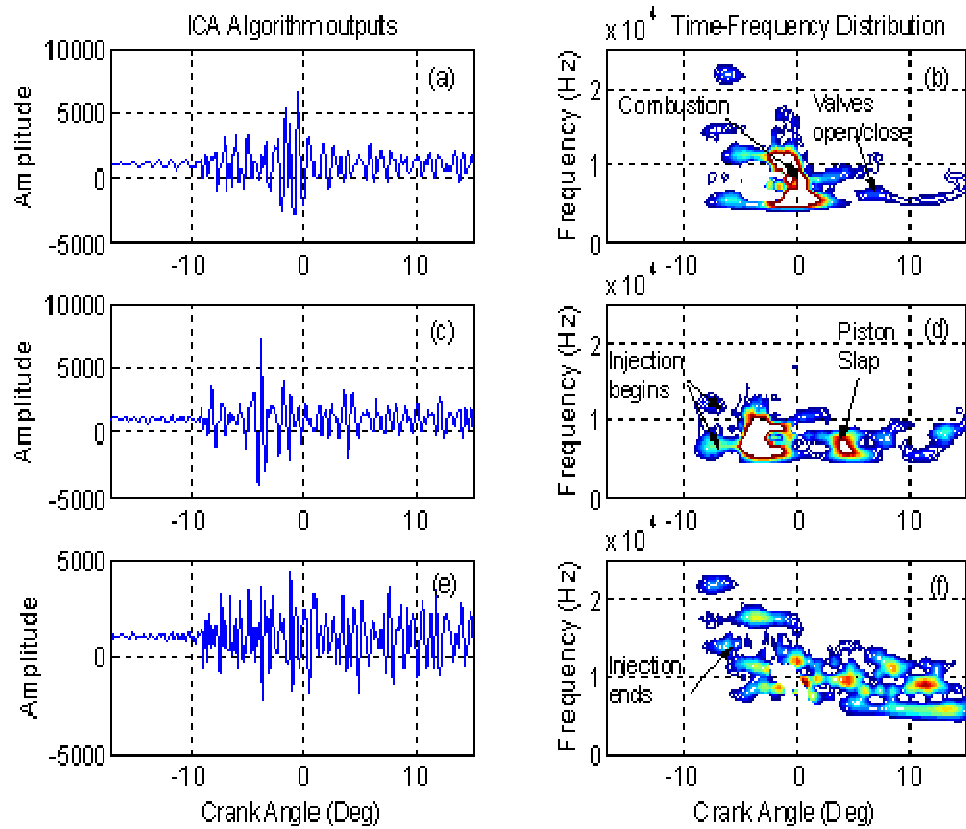 ICA Algorithm outputs
x 10⁴ Time-Frequency Distribution
10000
5000
0
-5000
Amplitude
(a)
-10 0 10
2
1
0
Frequency (Hz)
(b)
Combustion
Valves
open/close
-10 0 10
x 10⁴
10000
5000
0
-5000
Amplitude
(c)
-10 0 10
2
1
0
Frequency (Hz)
(d)
Injection
begins
Piston
Slap
-10 0 10
x 10⁴
5000
0
-5000
Amplitude
(e)
-10 0 10
Crank Angle (Deg)
2
1
0
Frequency (Hz)
(f)
Injection
ends
-10 0 10
Crank Angle (Deg)